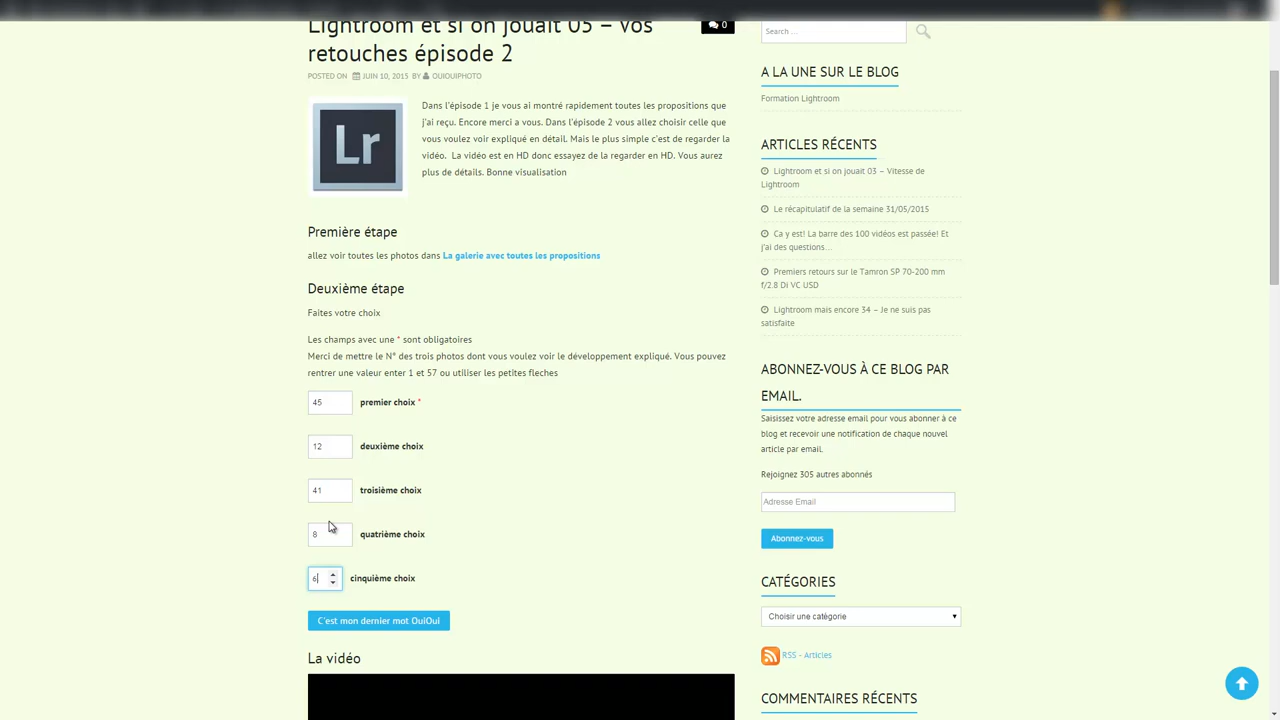 Lightroom et si on jouait 05 – Vos
retouches épisode 2
0
POSTED ON JUIN 10, 2015 BY OUIOUIPHOTO
Lr
Dans l'épisode 1 je vous ai montré rapidement toutes les propositions que
j'ai reçu. Encore merci a vous. Dans l'épisode 2 vous allez choisir celle que
vous voulez voir expliqué en détail. Mais le plus simple c'est de regarder la
vidéo. La vidéo est en HD donc essayez de la regarder en HD. Vous aurez
plus de détails. Bonne visualisation
Première étape
allez voir toutes les photos dans La galerie avec toutes les propositions
Deuxième étape
Faites votre choix
Les champs avec une * sont obligatoires
Merci de mettre le N° des trois photos dont vous voulez voir le développement expliqué. Vous pouvez
rentrer une valeur enter 1 et 57 ou utiliser les petites fleches
45 premier choix *
12 deuxième choix
41 troisième choix
8 quatrième choix
6 cinquième choix
C'est mon dernier mot OuiOui
La vidéo
Search ...
A LA UNE SUR LE BLOG
Formation Lightroom
ARTICLES RÉCENTS
Lightroom et si on jouait 03 – Vitesse de
Lightroom
Le récapitulatif de la semaine 31/05/2015
Ca y est! La barre des 100 vidéos est passée! Et
j'ai des questions...
Premiers retours sur le Tamron SP 70-200 mm
f/2.8 Di VC USD
Lightroom mais encore 34 – Je ne suis pas
satisfaite
ABONNEZ-VOUS À CE BLOG PAR
EMAIL.
Saisissez votre adresse email pour vous abonner à ce
blog et recevoir une notification de chaque nouvel
article par email.
Rejoignez 305 autres abonnés
Adresse Email
Abonnez-vous
CATÉGORIES
Choisir une catégorie
RSS - Articles
COMMENTAIRES RÉCENTS